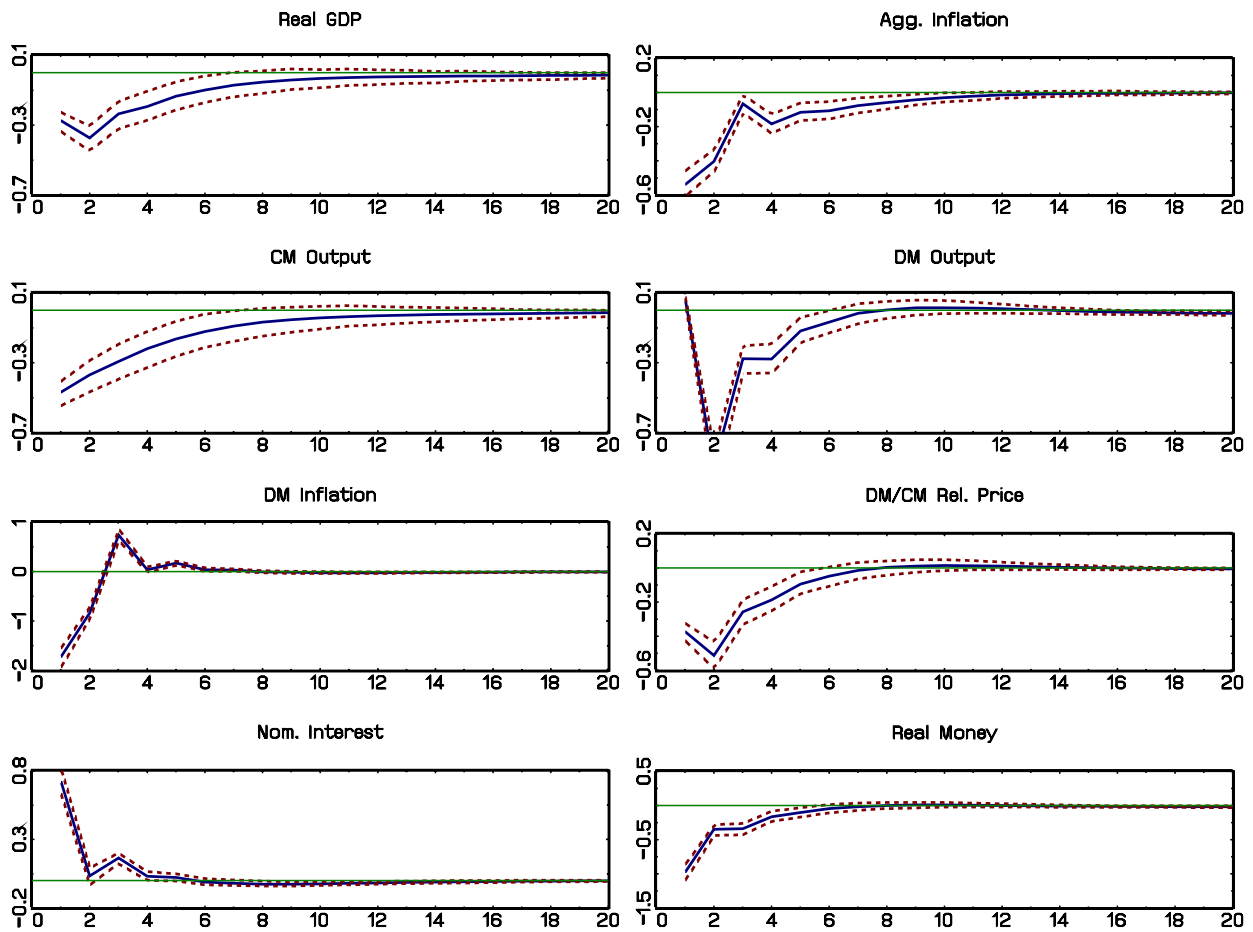 Real GDP
0.1
-0.3
-0.7
0 2 4 6 8 10 12 14 16 18 20
Agg. Inflation
0.2
-0.2
-0.6
0 2 4 6 8 10 12 14 16 18 20
CM Output
0.1
-0.3
-0.7
0 2 4 6 8 10 12 14 16 18 20
DM Output
0.1
-0.3
-0.7
0 2 4 6 8 10 12 14 16 18 20
DM Inflation
1
0
-1
-2
0 2 4 6 8 10 12 14 16 18 20
DM/CM Rel. Price
0.2
-0.2
-0.6
0 2 4 6 8 10 12 14 16 18 20
Nom. Interest
0.8
0.3
-0.2
0 2 4 6 8 10 12 14 16 18 20
Real Money
0.5
-0.5
-1.5
0 2 4 6 8 10 12 14 16 18 20